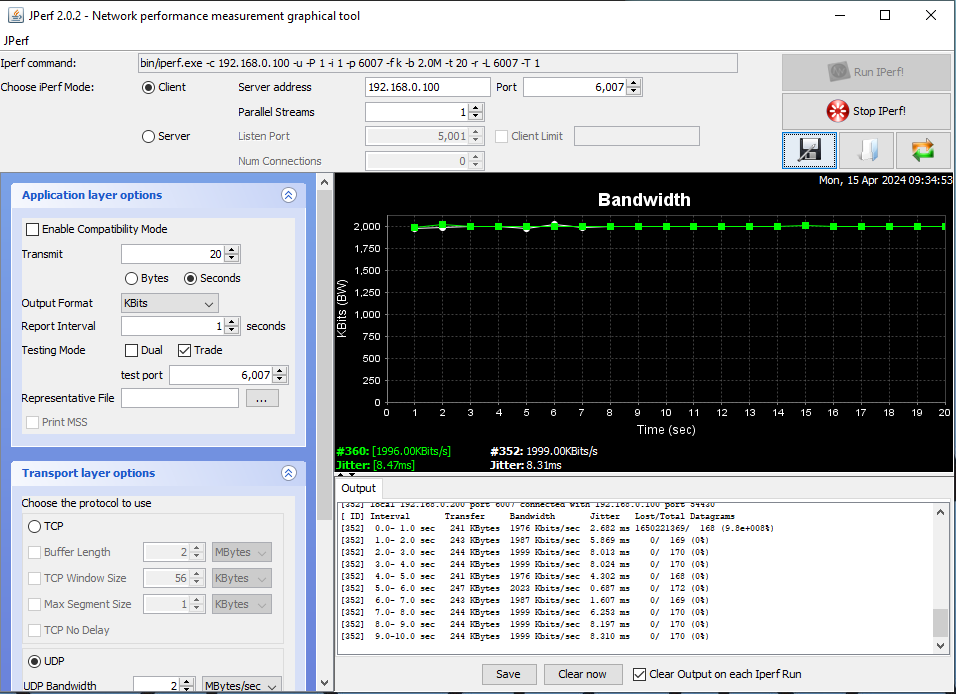 JPerf 2.0.2 - Network performance measurement graphical tool
JPerf
Iperf command: bin/iperf.exe -c 192.168.0.100 -u -P 1 -i 1 -p 6007 -f k -b 2.0M -t 20 -r -L 6007 -T 1
Run IPerf!
Choose iPerf Mode: Client Server address 192.168.0.100 Port 6,007
Parallel Streams 1
Stop IPerf!
Server Listen Port 5,001 Client Limit
Num Connections 0
Application layer options
Enable Compatibility Mode
Transmit 20
Bytes Seconds
Output Format KBits
Report Interval 1 seconds
Testing Mode Dual Trade
test port 6,007
Representative File ...
Print MSS
Transport layer options
Choose the protocol to use
TCP
Buffer Length 2 MBytes
TCP Window Size 56 KBytes
Max Segment Size 1 KBytes
TCP No Delay
UDP
UDP Bandwidth 2 MBytes/sec
Mon, 15 Apr 2024 09:34:53
Bandwidth
KBits (BW)
2,000
1,750
1,500
1,250
1,000
750
500
250
0
0 1 2 3 4 5 6 7 8 9 10 11 12 13 14 15 16 17 18 19 20
Time (sec)
#360: [1996.00KBits/s] #352: 1999.00KBits/s
Jitter: [8.47ms] Jitter: 8.31ms
Output
[352] local 192.168.0.200 port 6007 connected with 192.168.0.100 port 54430
[ ID] Interval Transfer Bandwidth Jitter Lost/Total Datagrams
[352] 0.0- 1.0 sec 241 KBytes 1976 Kbits/sec 2.682 ms 1650221369/ 168 (9.8e+008%)
[352] 1.0- 2.0 sec 243 KBytes 1987 Kbits/sec 5.869 ms 0/ 169 (0%)
[352] 2.0- 3.0 sec 244 KBytes 1999 Kbits/sec 8.013 ms 0/ 170 (0%)
[352] 3.0- 4.0 sec 244 KBytes 1999 Kbits/sec 8.024 ms 0/ 170 (0%)
[352] 4.0- 5.0 sec 241 KBytes 1976 Kbits/sec 4.302 ms 0/ 168 (0%)
[352] 5.0- 6.0 sec 247 KBytes 2023 Kbits/sec 0.687 ms 0/ 172 (0%)
[352] 6.0- 7.0 sec 243 KBytes 1987 Kbits/sec 1.607 ms 0/ 169 (0%)
[352] 7.0- 8.0 sec 244 KBytes 1999 Kbits/sec 6.253 ms 0/ 170 (0%)
[352] 8.0- 9.0 sec 244 KBytes 1999 Kbits/sec 8.197 ms 0/ 170 (0%)
[352] 9.0-10.0 sec 244 KBytes 1999 Kbits/sec 8.310 ms 0/ 170 (0%)
Save Clear now Clear Output on each Iperf Run